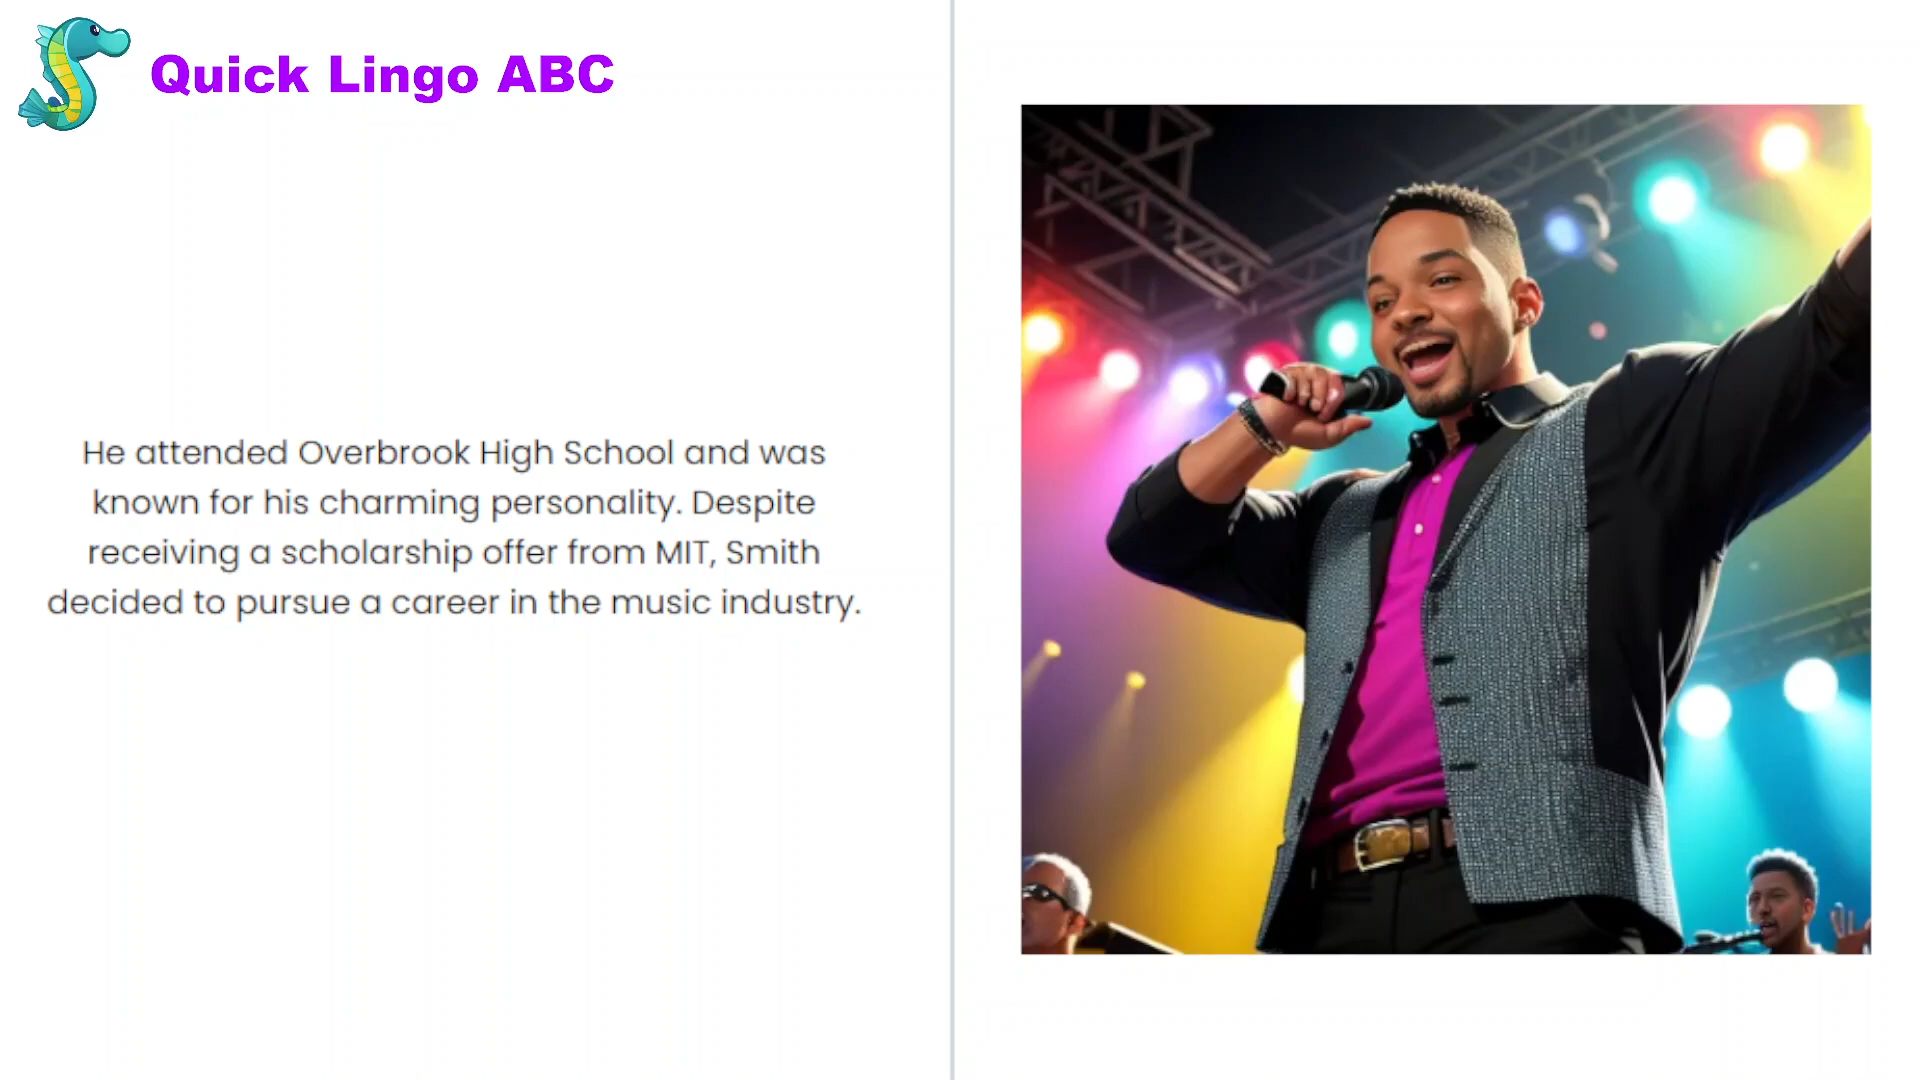 Quick Lingo ABC
He attended Overbrook High School and was
known for his charming personality. Despite
receiving a scholarship offer from MIT, Smith
decided to pursue a career in the music industry.